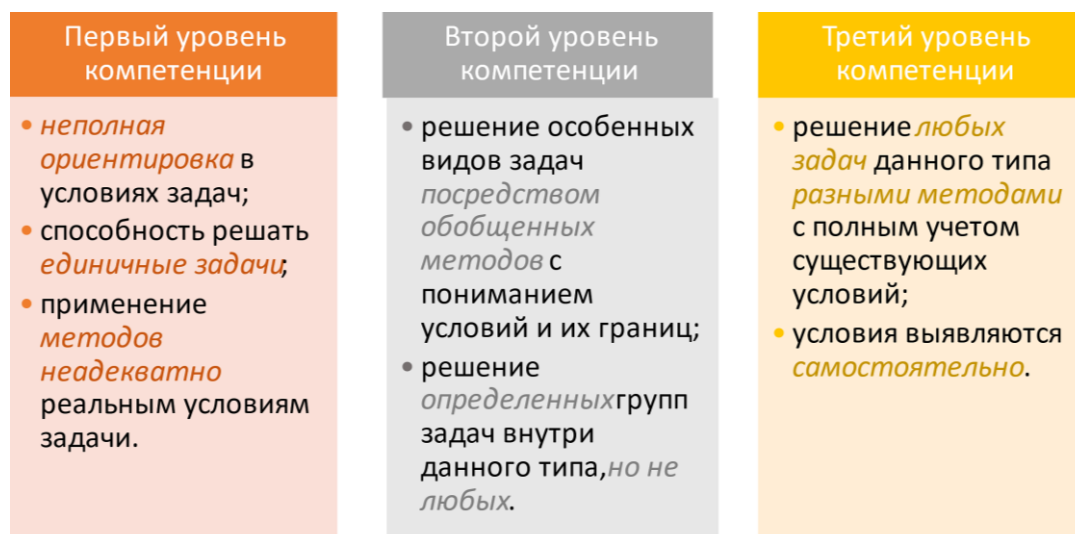 Первый уровень
компетенции
• неполная
ориентировка в
условиях задач;
• способность решать
единичные задачи;
• применение
методов
неадекватно
реальным условиям
задачи.
Второй уровень
компетенции
• решение особенных
видов задач
посредством
обобщенных
методов с
пониманием
условий и их границ;
• решение
определенных групп
задач внутри
данного типа, но не
любых.
Третий уровень
компетенции
• решение любых
задач данного типа
разными методами
с полным учетом
существующих
условий;
• условия выявляются
самостоятельно.